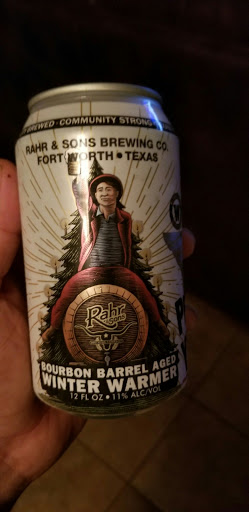 BREWED · COMMUNITY STRONG
RAHR & SONS BREWING CO.
FORT WORTH • TEXAS
Rahr
& SONS
BOURBON BARREL AGED
WINTER WARMER
12 FL OZ • 11% ALC/VOL